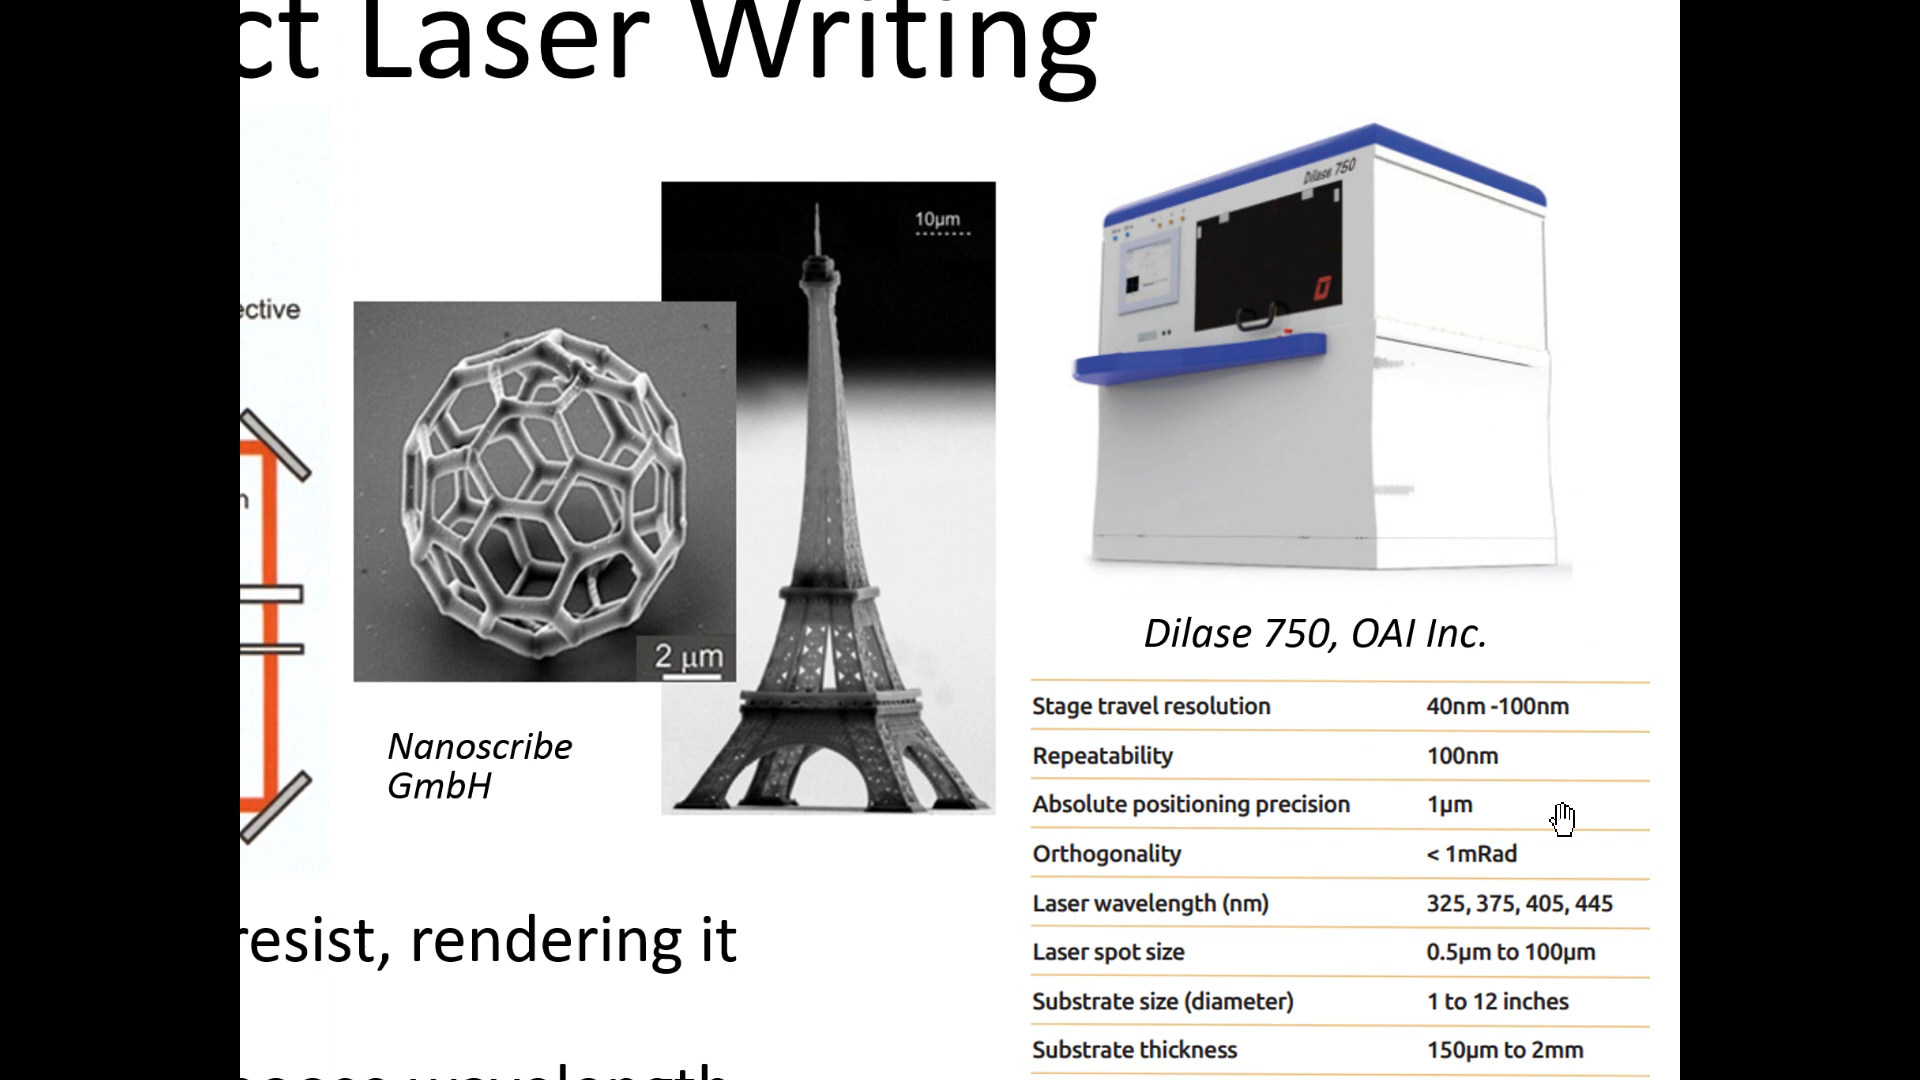 ct Laser Writing
ective
n
10µm
2 µm
Nanoscribe
GmbH
Dilase 750
Dilase 750, OAI Inc.
Stage travel resolution 40nm -100nm
Repeatability 100nm
Absolute positioning precision 1µm
Orthogonality < 1mRad
Laser wavelength (nm) 325, 375, 405, 445
Laser spot size 0.5µm to 100µm
Substrate size (diameter) 1 to 12 inches
Substrate thickness 150µm to 2mm
resist, rendering it
wavelength